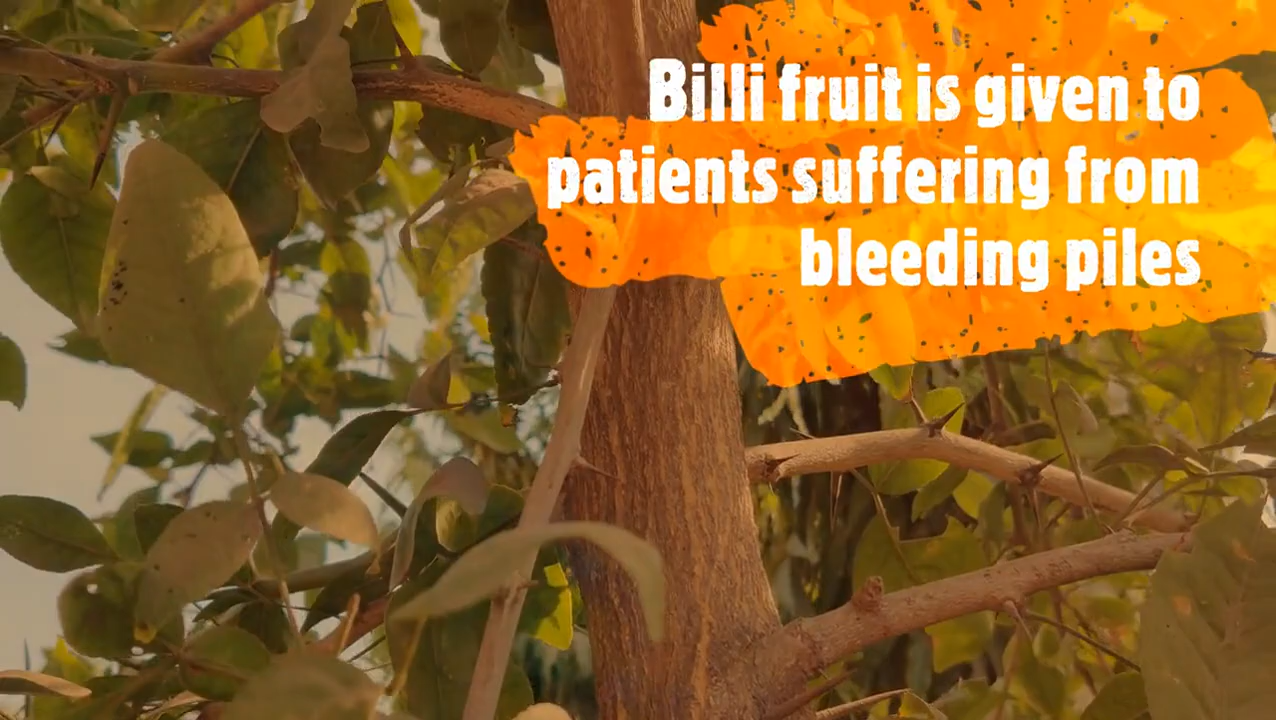 Billi fruit is given to
patients suffering from
bleeding piles